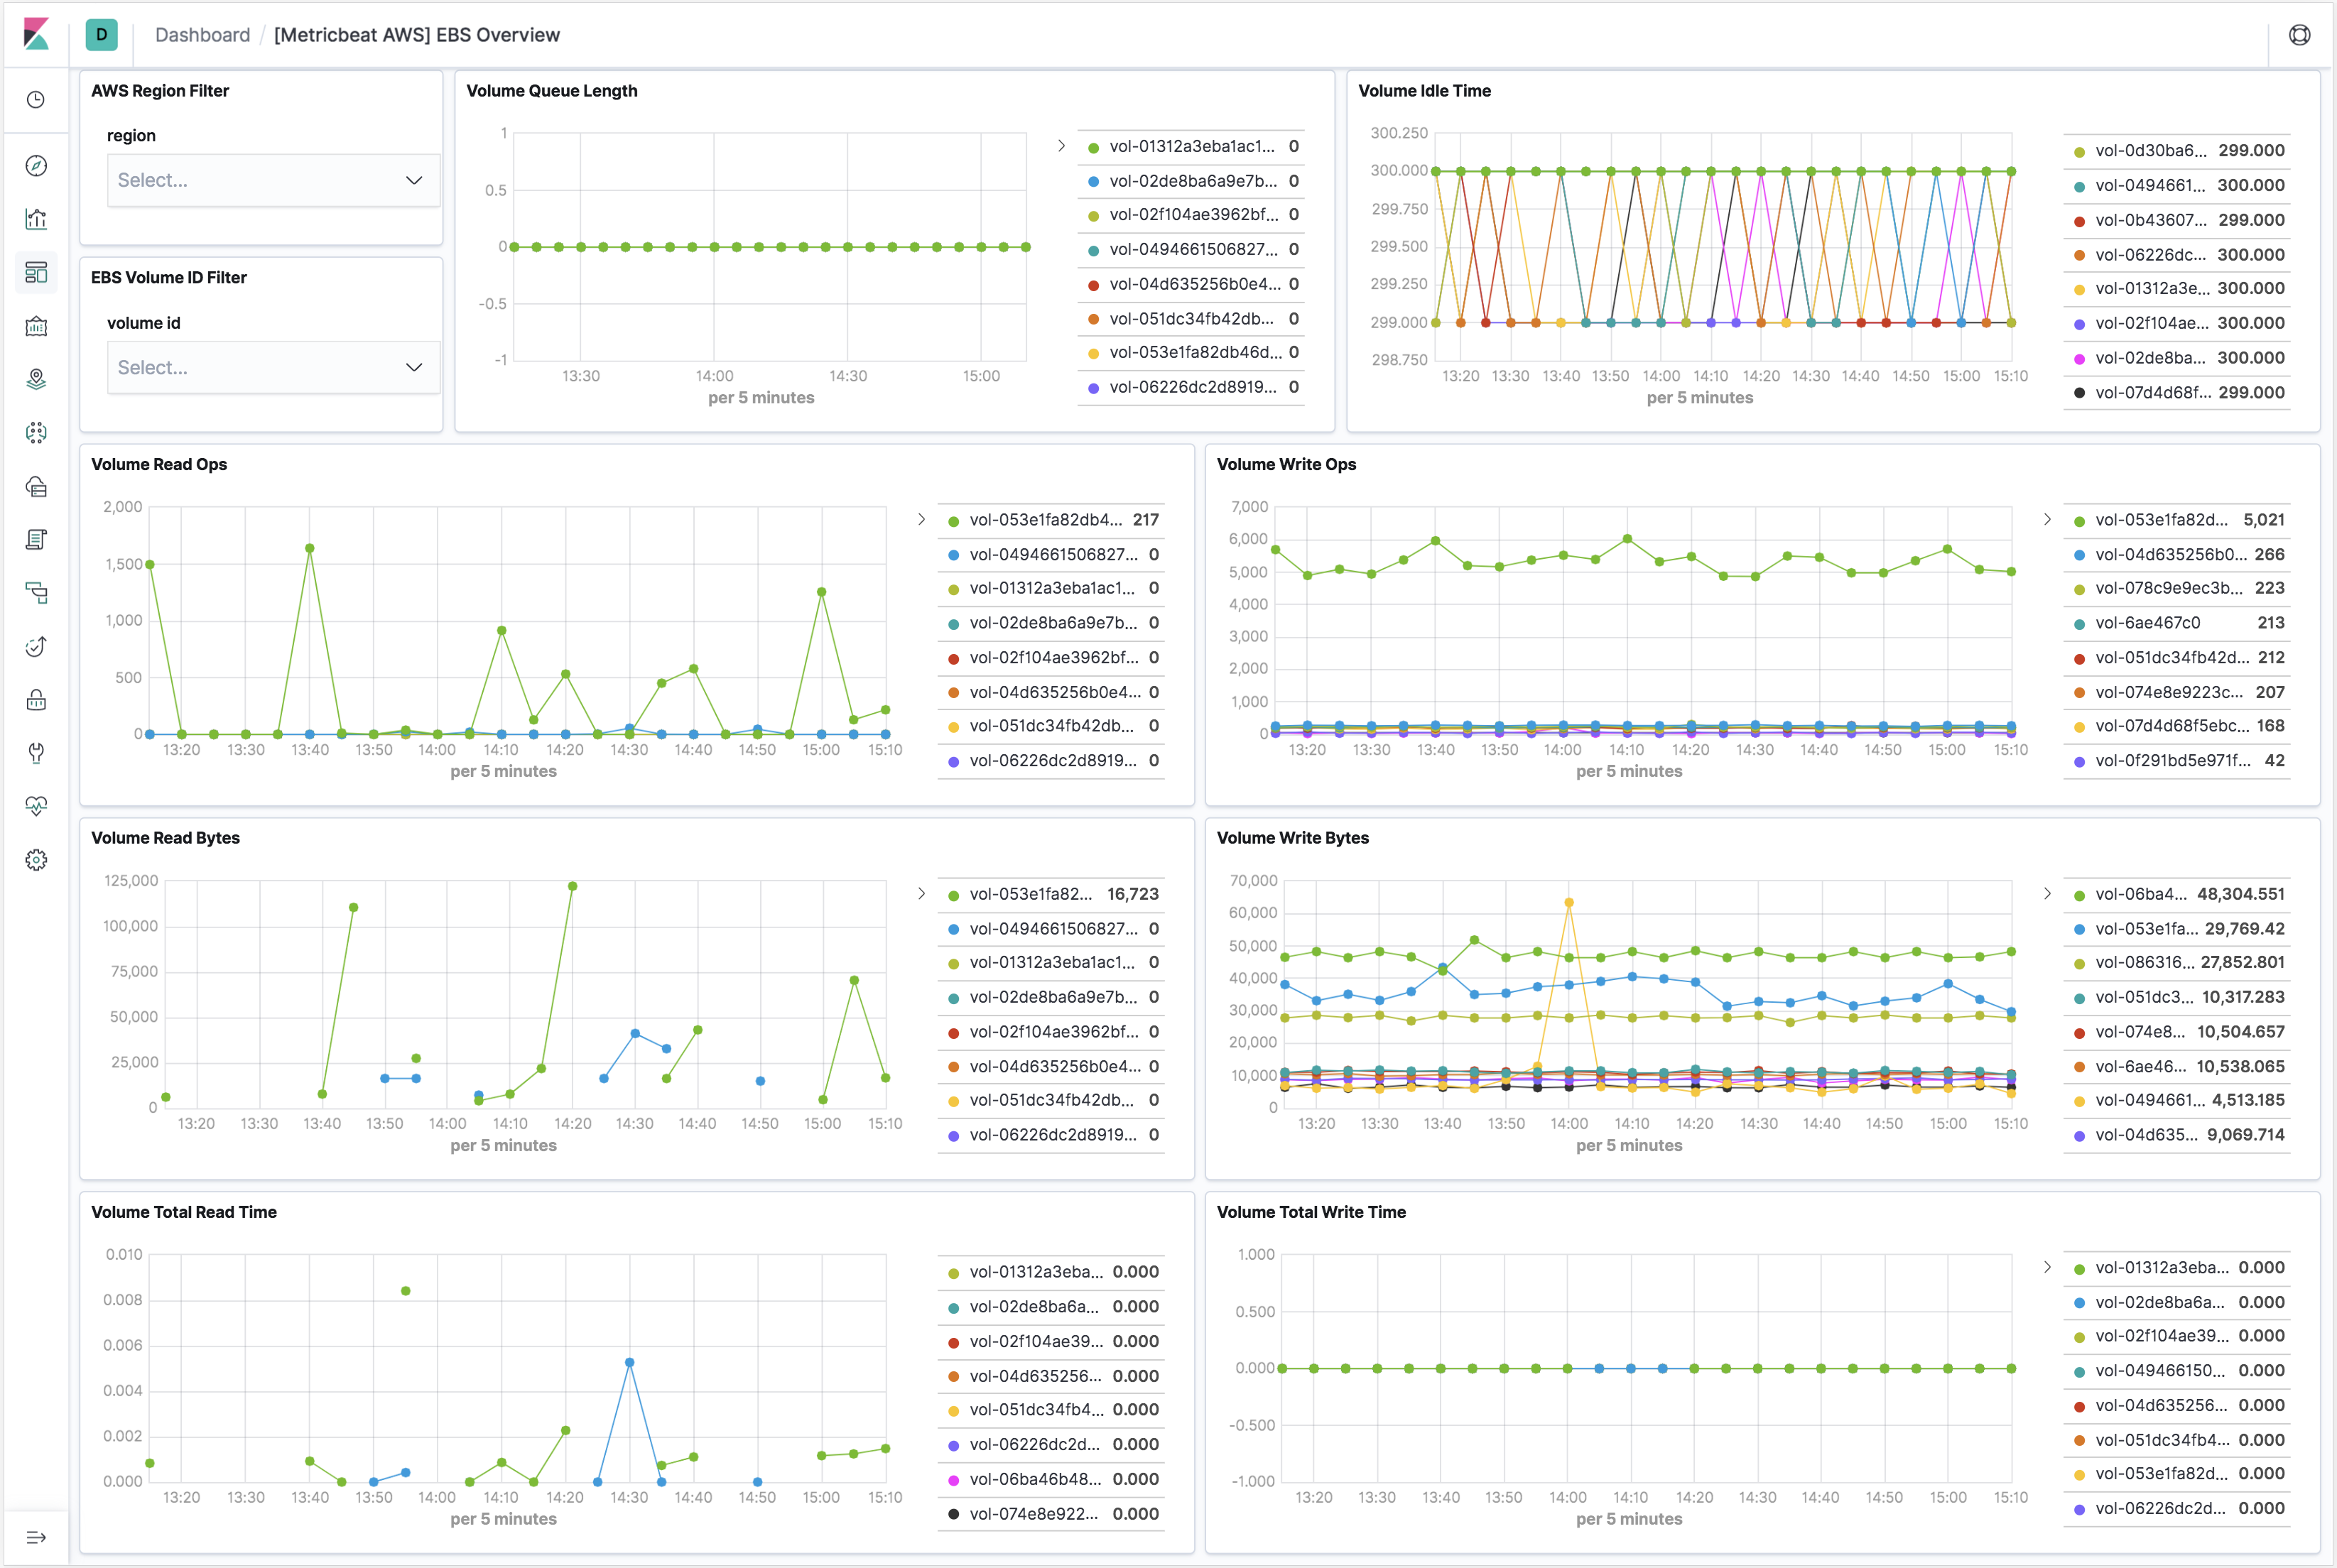 D Dashboard / [Metricbeat AWS] EBS Overview
AWS Region Filter
region
Select...
EBS Volume ID Filter
volume id
Select...
Volume Queue Length
1
0.5
0
-0.5
-1
13:30 14:00 14:30 15:00
per 5 minutes
vol-01312a3eba1ac1... 0
vol-02de8ba6a9e7b... 0
vol-02f104ae3962bf... 0
vol-0494661506827... 0
vol-04d635256b0e4... 0
vol-051dc34fb42db... 0
vol-053e1fa82db46d... 0
vol-06226dc2d8919... 0
Volume Idle Time
300.250
300.000
299.750
299.500
299.250
299.000
298.750
13:20 13:30 13:40 13:50 14:00 14:10 14:20 14:30 14:40 14:50 15:00 15:10
per 5 minutes
vol-0d30ba6... 299.000
vol-0494661... 300.000
vol-0b43607... 299.000
vol-06226dc... 300.000
vol-01312a3e... 300.000
vol-02f104ae... 300.000
vol-02de8ba... 300.000
vol-07d4d68f... 299.000
Volume Read Ops
2,000
1,500
1,000
500
0
13:20 13:30 13:40 13:50 14:00 14:10 14:20 14:30 14:40 14:50 15:00 15:10
per 5 minutes
vol-053e1fa82db4... 217
vol-0494661506827... 0
vol-01312a3eba1ac1... 0
vol-02de8ba6a9e7b... 0
vol-02f104ae3962bf... 0
vol-04d635256b0e4... 0
vol-051dc34fb42db... 0
vol-06226dc2d8919... 0
Volume Write Ops
7,000
6,000
5,000
4,000
3,000
2,000
1,000
0
13:20 13:30 13:40 13:50 14:00 14:10 14:20 14:30 14:40 14:50 15:00 15:10
per 5 minutes
vol-053e1fa82d... 5,021
vol-04d635256b0... 266
vol-078c9e9ec3b... 223
vol-6ae467c0 213
vol-051dc34fb42d... 212
vol-074e8e9223c... 207
vol-07d4d68f5ebc... 168
vol-0f291bd5e971f... 42
Volume Read Bytes
125,000
100,000
75,000
50,000
25,000
0
13:20 13:30 13:40 13:50 14:00 14:10 14:20 14:30 14:40 14:50 15:00 15:10
per 5 minutes
vol-053e1fa82... 16,723
vol-0494661506827... 0
vol-01312a3eba1ac1... 0
vol-02de8ba6a9e7b... 0
vol-02f104ae3962bf... 0
vol-04d635256b0e4... 0
vol-051dc34fb42db... 0
vol-06226dc2d8919... 0
Volume Write Bytes
70,000
60,000
50,000
40,000
30,000
20,000
10,000
0
13:20 13:30 13:40 13:50 14:00 14:10 14:20 14:30 14:40 14:50 15:00 15:10
per 5 minutes
vol-06ba4... 48,304.551
vol-053e1fa... 29,769.42
vol-086316... 27,852.801
vol-051dc3... 10,317.283
vol-074e8... 10,504.657
vol-6ae46... 10,538.065
vol-0494661... 4,513.185
vol-04d635... 9,069.714
Volume Total Read Time
0.010
0.008
0.006
0.004
0.002
0.000
13:20 13:30 13:40 13:50 14:00 14:10 14:20 14:30 14:40 14:50 15:00 15:10
per 5 minutes
vol-01312a3eba... 0.000
vol-02de8ba6a... 0.000
vol-02f104ae39... 0.000
vol-04d635256... 0.000
vol-051dc34fb4... 0.000
vol-06226dc2d... 0.000
vol-06ba46b48... 0.000
vol-074e8e922... 0.000
Volume Total Write Time
1.000
0.500
0.000
-0.500
-1.000
13:20 13:30 13:40 13:50 14:00 14:10 14:20 14:30 14:40 14:50 15:00 15:10
per 5 minutes
vol-01312a3eba... 0.000
vol-02de8ba6a... 0.000
vol-02f104ae39... 0.000
vol-049466150... 0.000
vol-04d635256... 0.000
vol-051dc34fb4... 0.000
vol-053e1fa82d... 0.000
vol-06226dc2d... 0.000